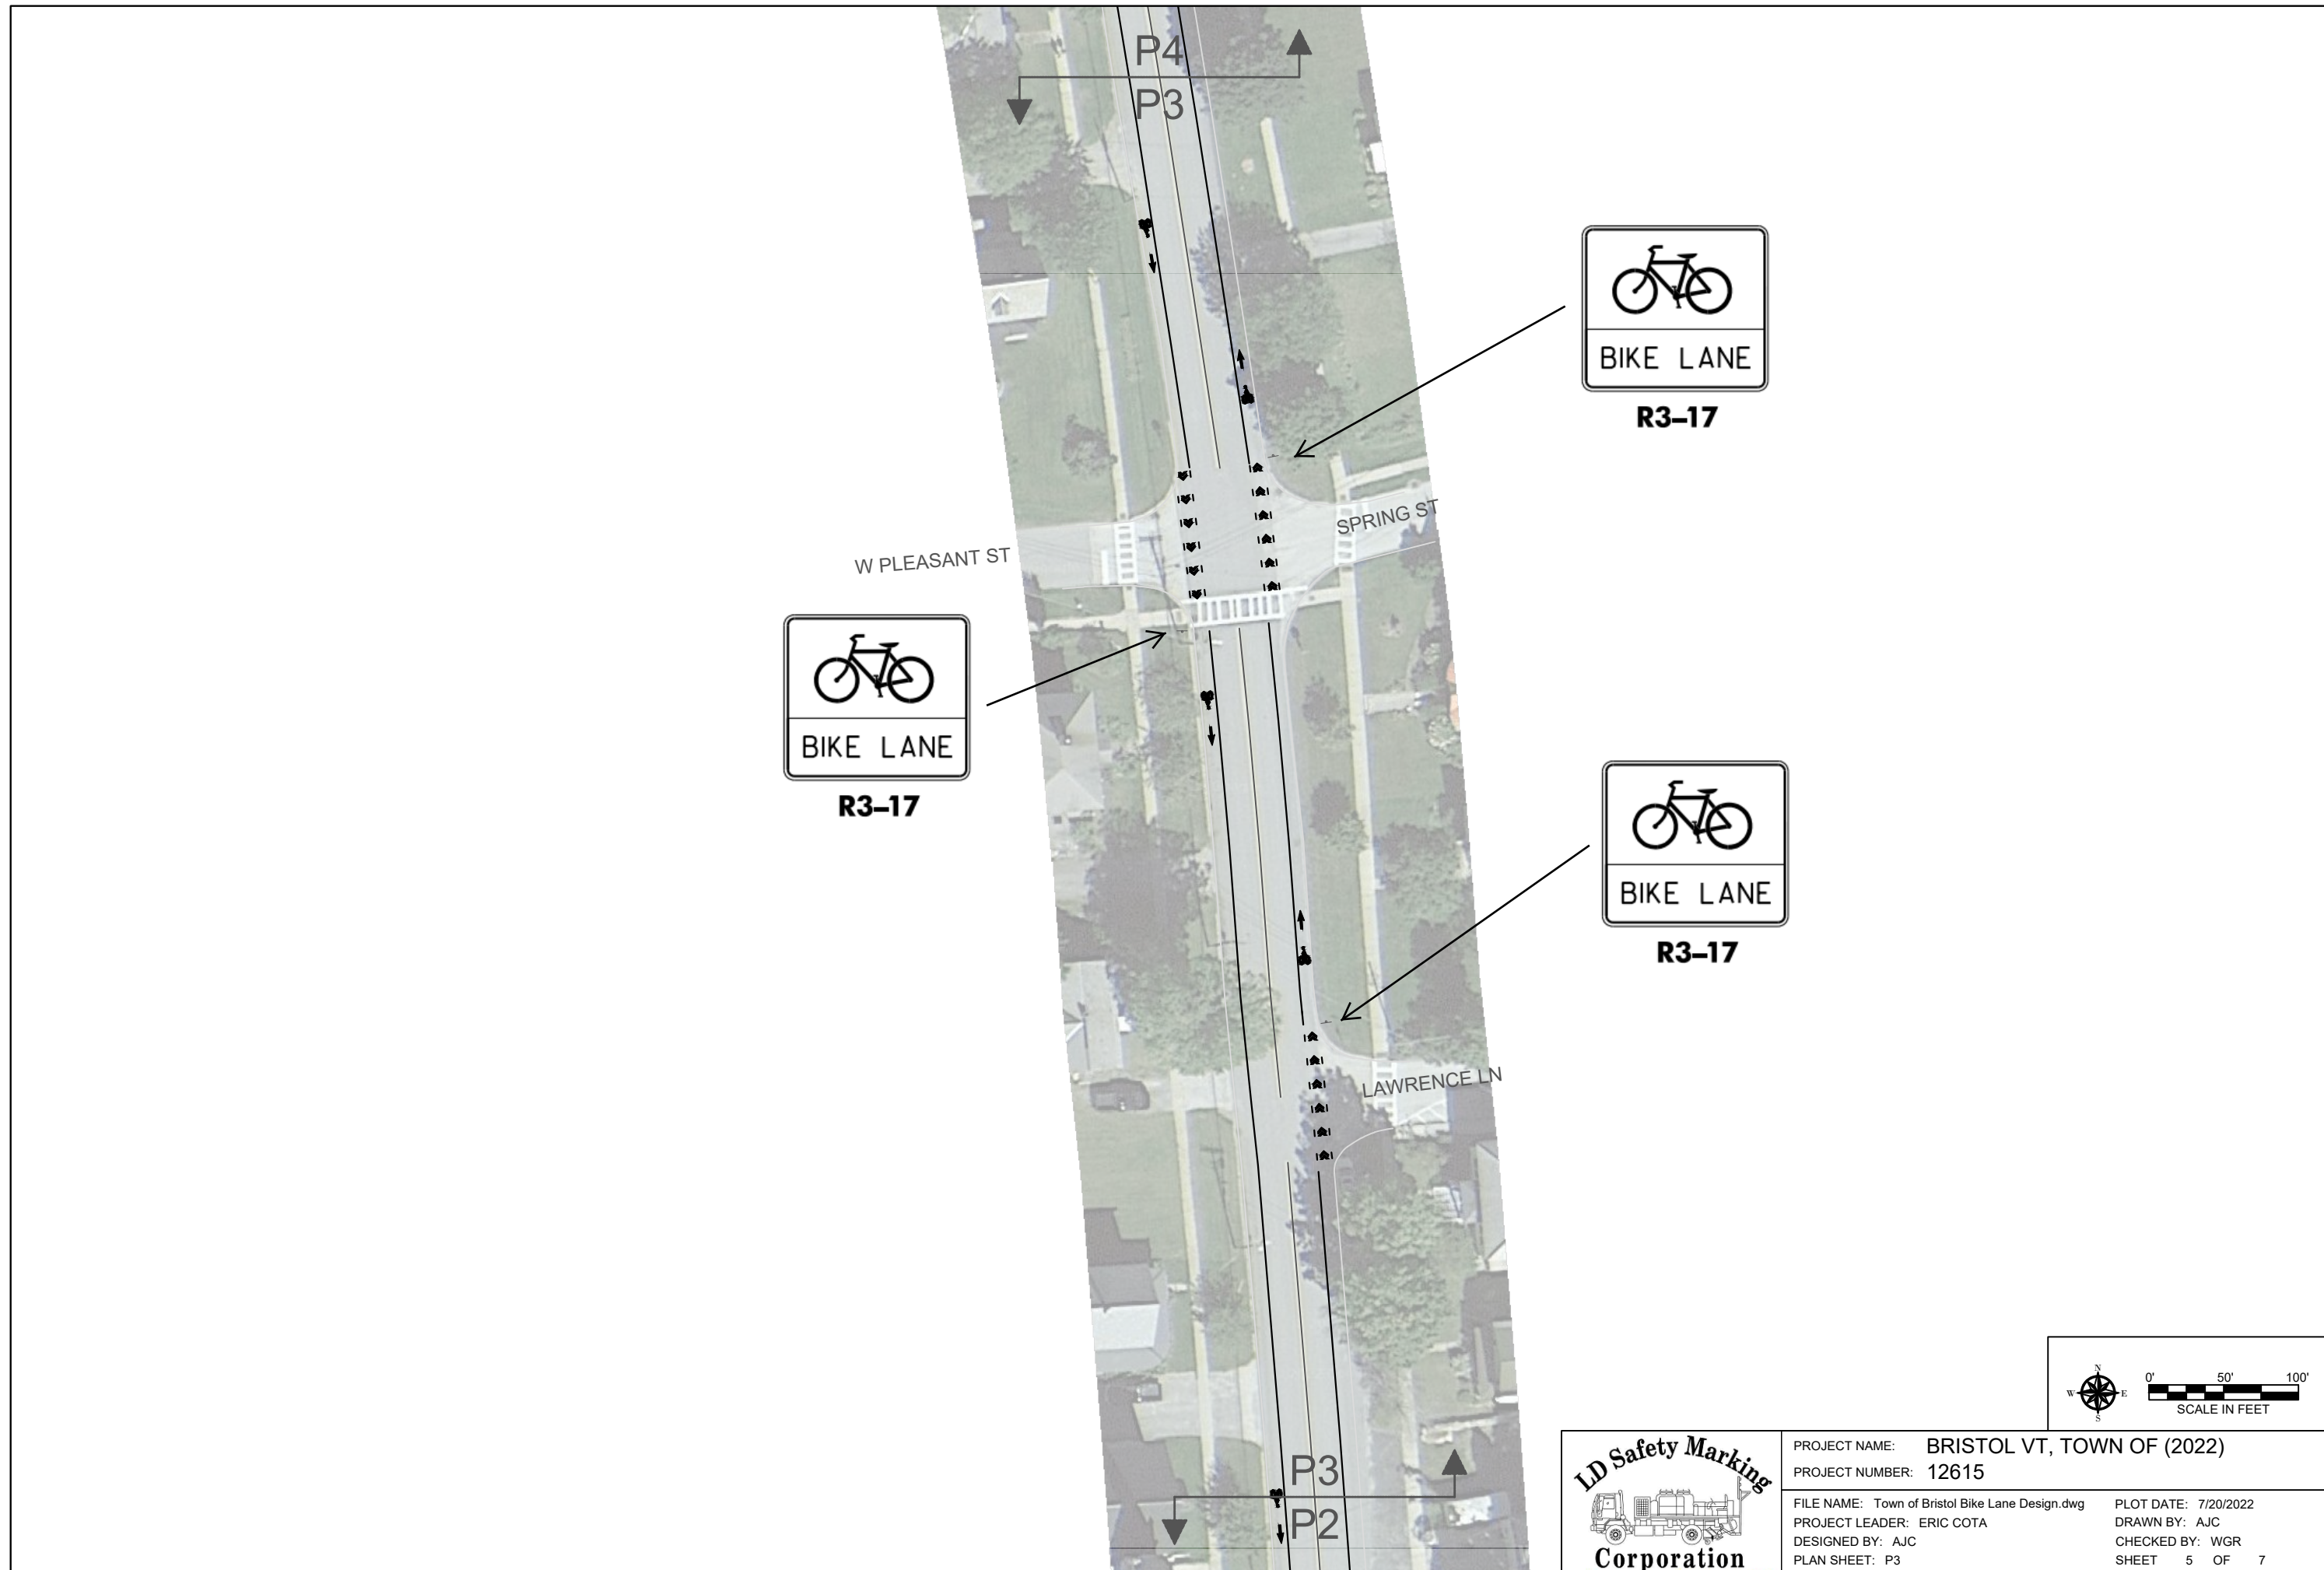 P4
P3
BIKE LANE
R3–17
SPRING ST
W PLEASANT ST
BIKE LANE
R3–17
BIKE LANE
R3–17
LAWRENCE LN
P3
P2
N
W E
S
0' 50' 100'
SCALE IN FEET
LD Safety Marking
Corporation
PROJECT NAME: BRISTOL VT, TOWN OF (2022)
PROJECT NUMBER: 12615
FILE NAME: Town of Bristol Bike Lane Design.dwg PLOT DATE: 7/20/2022
PROJECT LEADER: ERIC COTA DRAWN BY: AJC
DESIGNED BY: AJC CHECKED BY: WGR
PLAN SHEET: P3 SHEET 5 OF 7